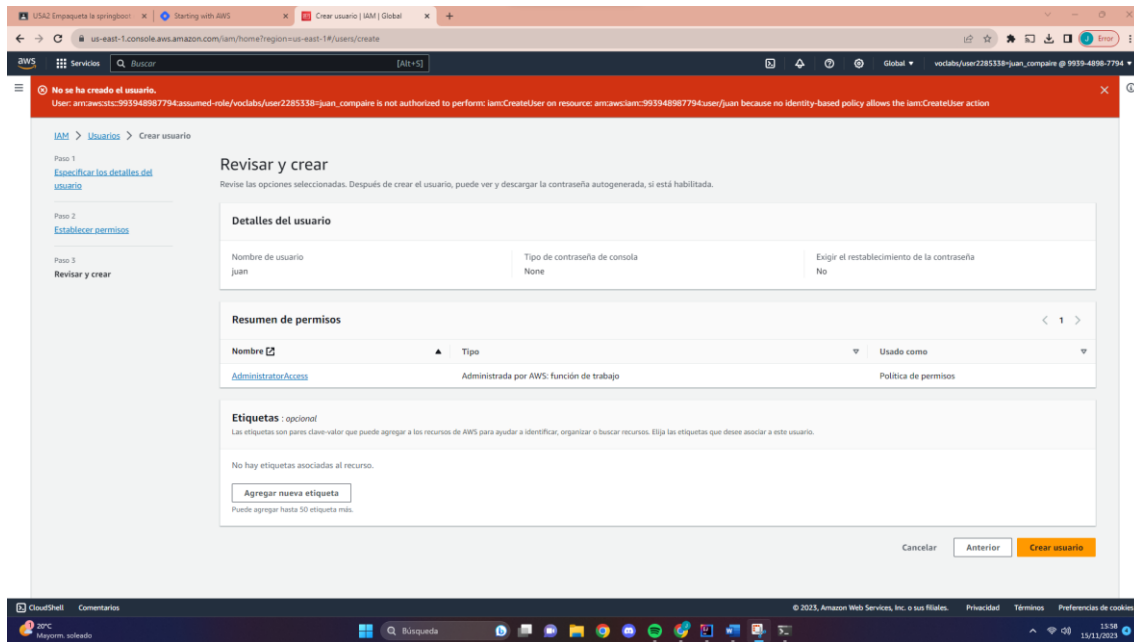 USA2 Empaqueta la springboot
Starting with AWS
Crear usuario | IAM | Global
us-east-1.console.aws.amazon.com/iam/home?region=us-east-1#/users/create
Error
aws
Servicios
Buscar
[Alt+S]
Global
voclabs/user2285338=juan_compaire @ 9939-4898-7794
No se ha creado el usuario.
User: arn:aws:sts::993948987794:assumed-role/voclabs/user2285338=juan_compaire is not authorized to perform: iam:CreateUser on resource: arn:aws:iam::993948987794:user/juan because no identity-based policy allows the iam:CreateUser action
IAM > Usuarios > Crear usuario
Paso 1
Especificar los detalles del
usuario
Paso 2
Establecer permisos
Paso 3
Revisar y crear
Revisar y crear
Revise las opciones seleccionadas. Después de crear el usuario, puede ver y descargar la contraseña autogenerada, si está habilitada.
Detalles del usuario
Nombre de usuario
juan
Tipo de contraseña de consola
None
Exigir el restablecimiento de la contraseña
No
Resumen de permisos
< 1 >
Nombre
Tipo
Usado como
AdministratorAccess
Administrada por AWS: función de trabajo
Política de permisos
Etiquetas : opcional
Las etiquetas son pares clave-valor que puede agregar a los recursos de AWS para ayudar a identificar, organizar o buscar recursos. Elija las etiquetas que desee asociar a este usuario.
No hay etiquetas asociadas al recurso.
Agregar nueva etiqueta
Puede agregar hasta 50 etiqueta más.
Cancelar
Anterior
Crear usuario
CloudShell
Comentarios
© 2023, Amazon Web Services, Inc. o sus filiales.
Privacidad
Términos
Preferencias de cookies
20°C
Mayorm. soleado
Búsqueda
13:58
15/11/2023